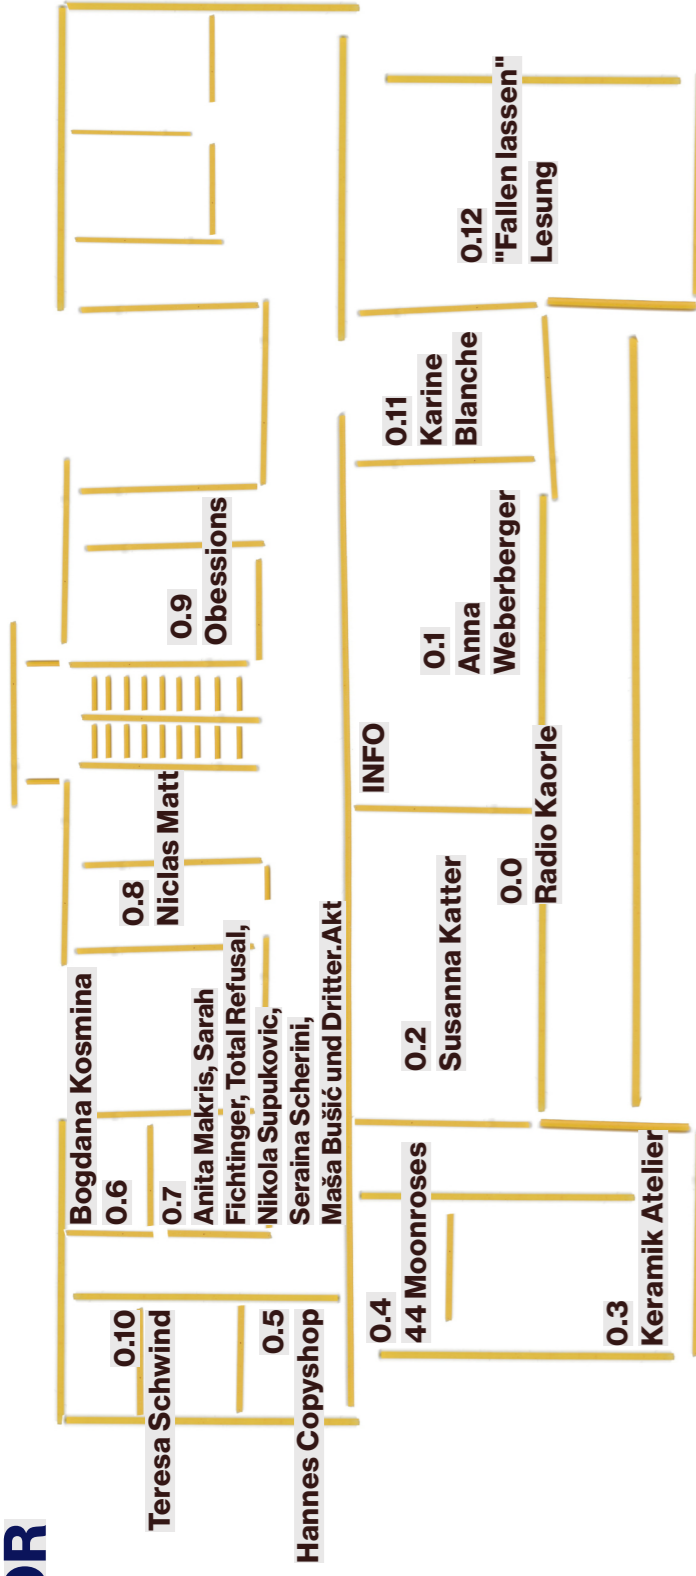 OR
Bogdana Kosmina
0.6
0.10
Teresa Schwind
0.7
Anita Makris, Sarah
Fichtinger, Total Refusal,
Nikola Supukovic,
Seraina Scherini,
Maša Bušić und Dritter.Akt
0.8
Niclas Matt
0.9
Obessions
0.5
Hannes Copyshop
INFO
0.4
44 Moonroses
0.2
Susanna Katter
0.1
Anna
Weberberger
0.11
Karine
Blanche
0.12
"Fallen lassen"
Lesung
0.0
Radio Kaorle
0.3
Keramik Atelier